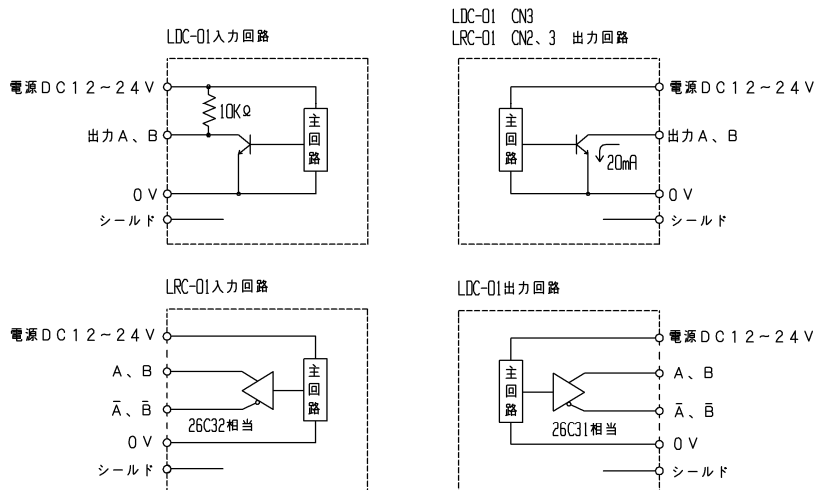 LDC-01入力回路
電源DC12~24V
10KΩ
出力A、B
主回路
0V
シールド
LDC-01 CN3
LRC-01 CN2、3 出力回路
電源DC12~24V
主回路
出力A、B
20mA
0V
シールド
LRC-01入力回路
電源DC12~24V
A、B
主回路
A̅、B̅
26C32相当
0V
シールド
LDC-01出力回路
電源DC12~24V
主回路
A、B
A̅、B̅
26C31相当
0V
シールド